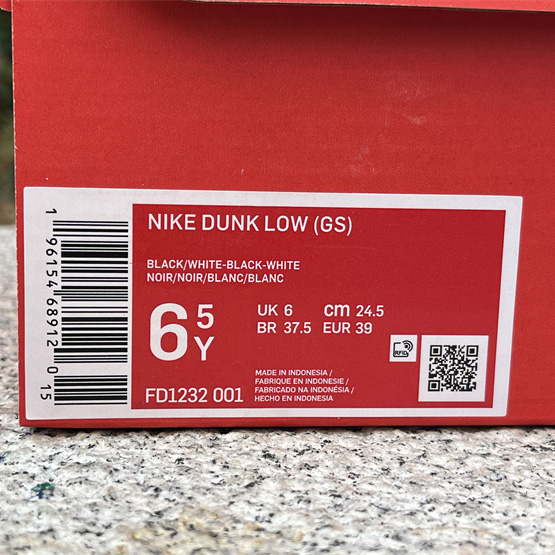 NIKE DUNK LOW (GS)
BLACK/WHITE-BLACK-WHITE
NOIR/NOIR/BLANC/BLANC
6 5 Y
UK 6 cm 24.5
BR 37.5 EUR 39
RFID
FD1232 001
MADE IN INDONESIA /
FABRIQUE EN INDONESIE /
FABRICADO NA INDONÉSIA /
HECHO EN INDONESIA
1 96154 68912 0 15